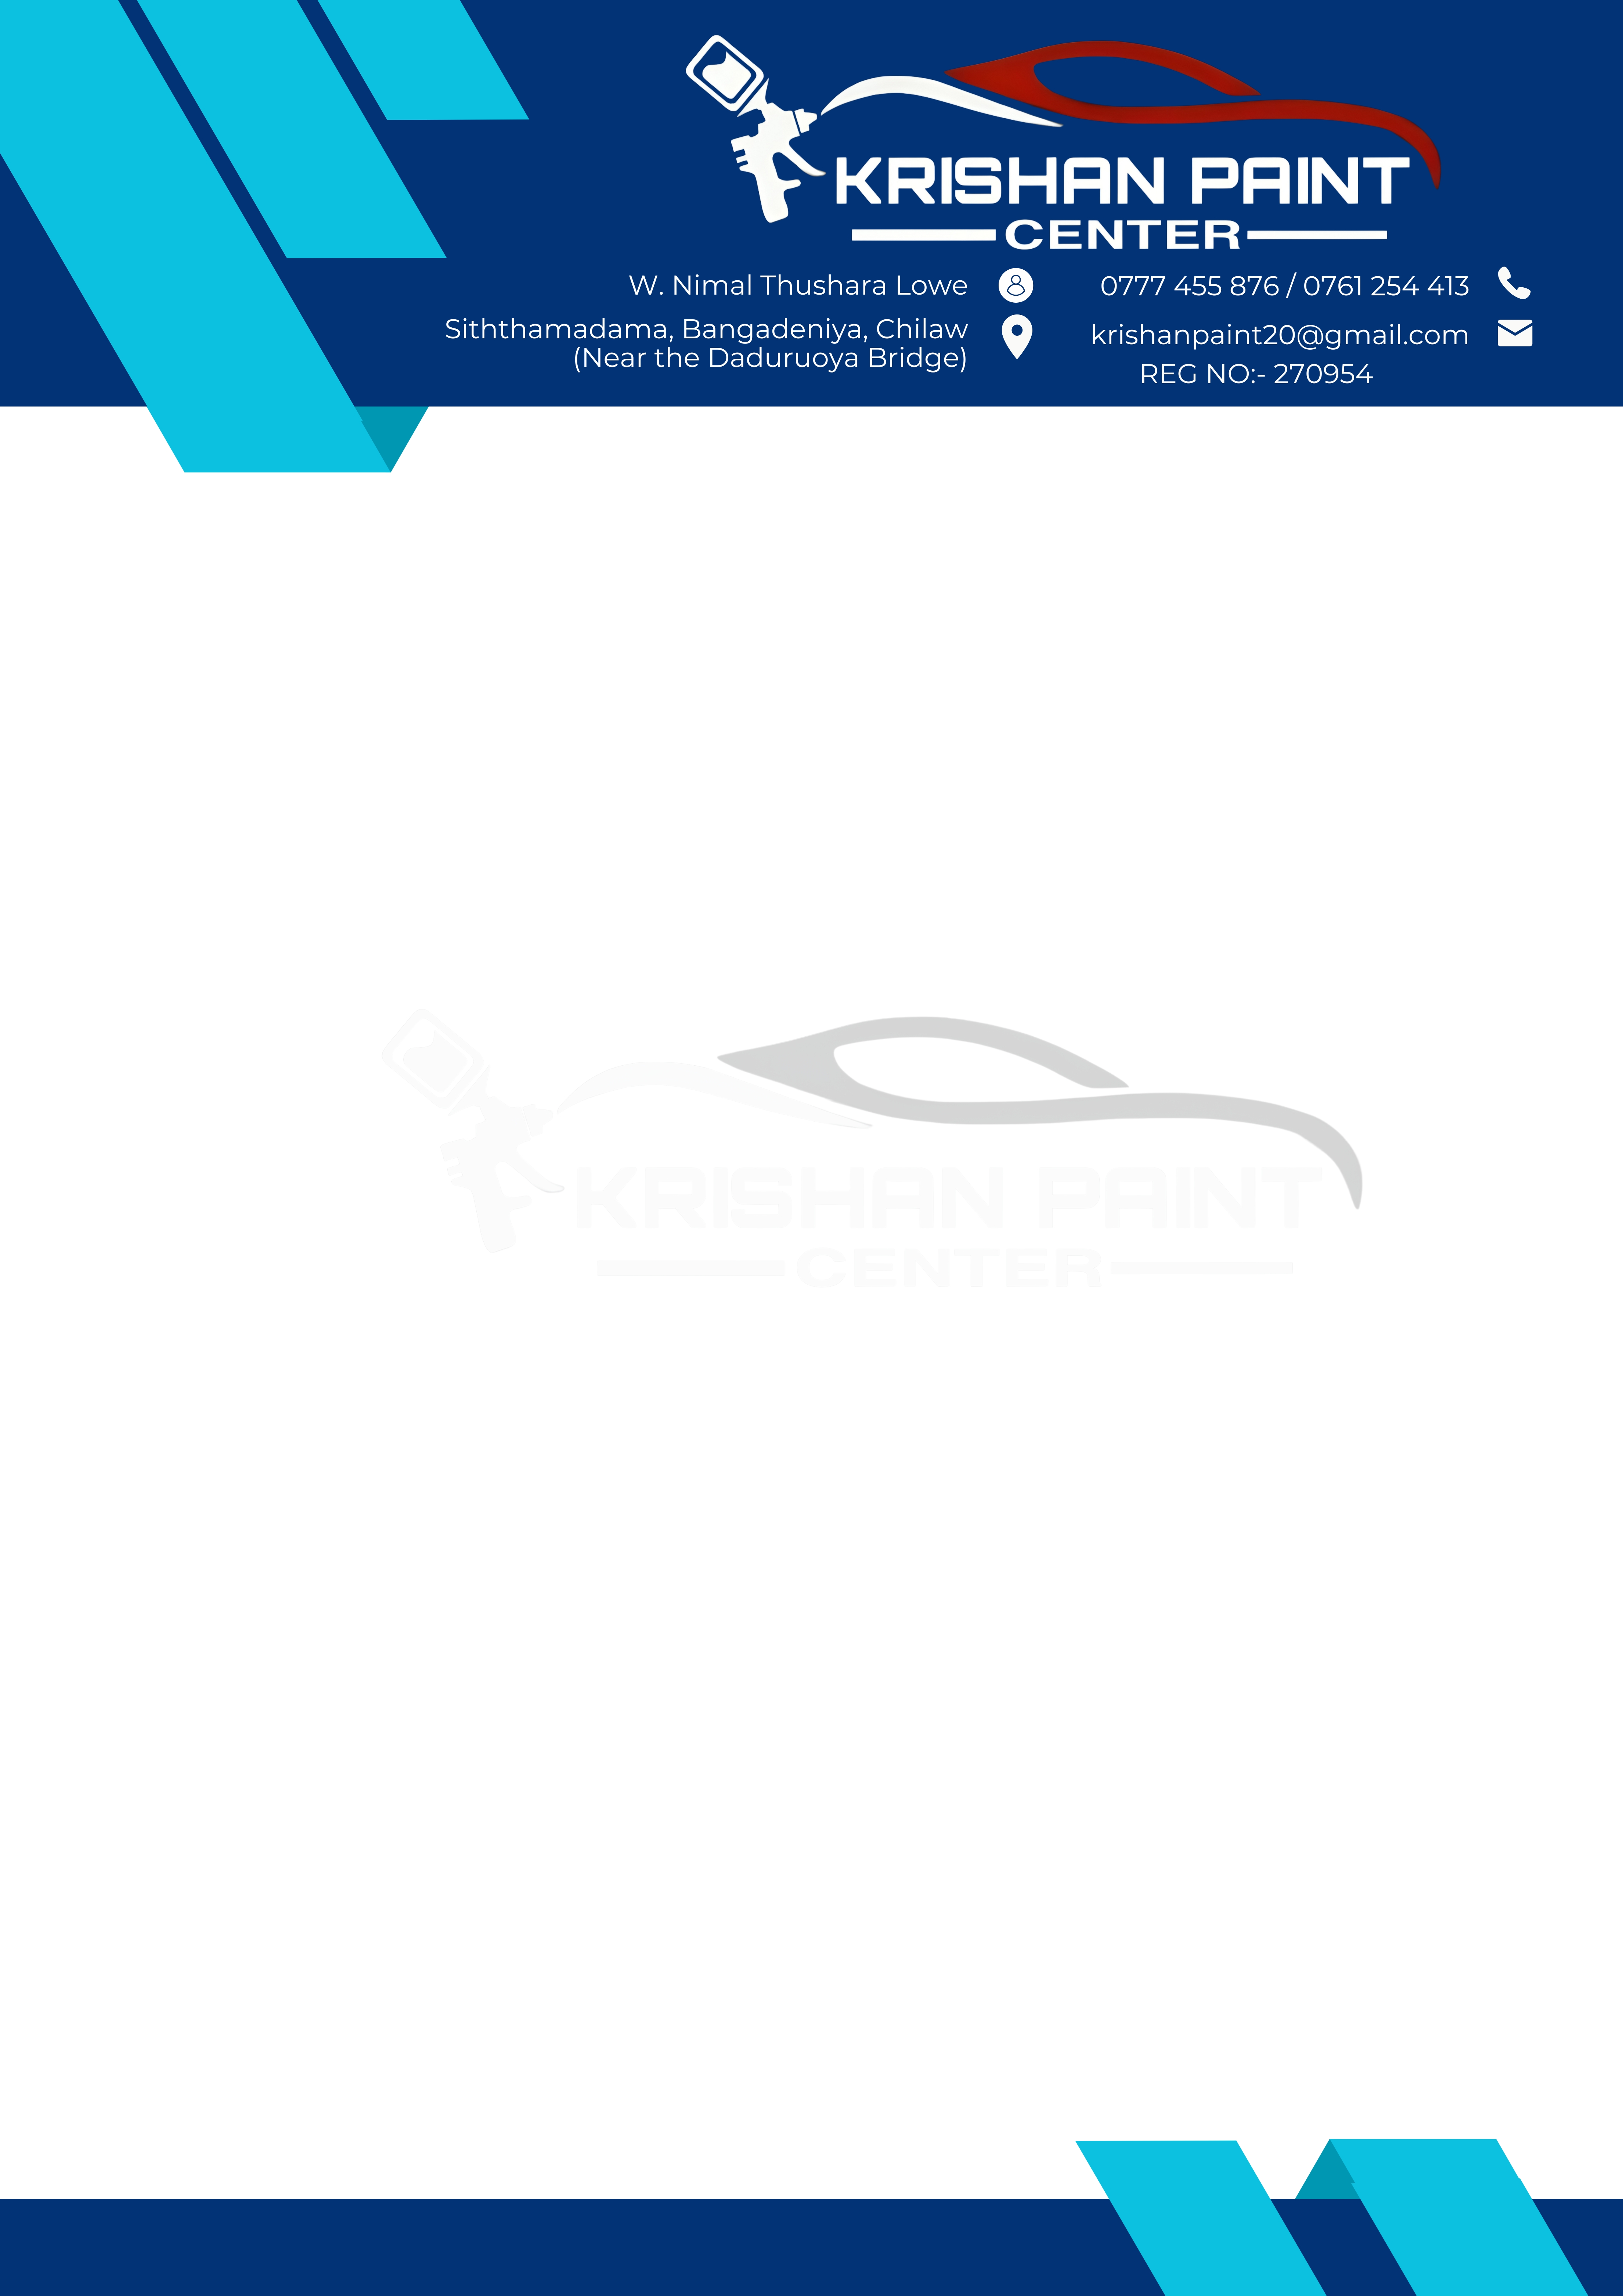 KRISHAN PAINT
CENTER
W. Nimal Thushara Lowe
Siththamadama, Bangadeniya, Chilaw
(Near the Daduruoya Bridge)
0777 455 876 / 0761 254 413
krishanpaint20@gmail.com
REG NO:- 270954
KRISHAN PAINT
CENTER